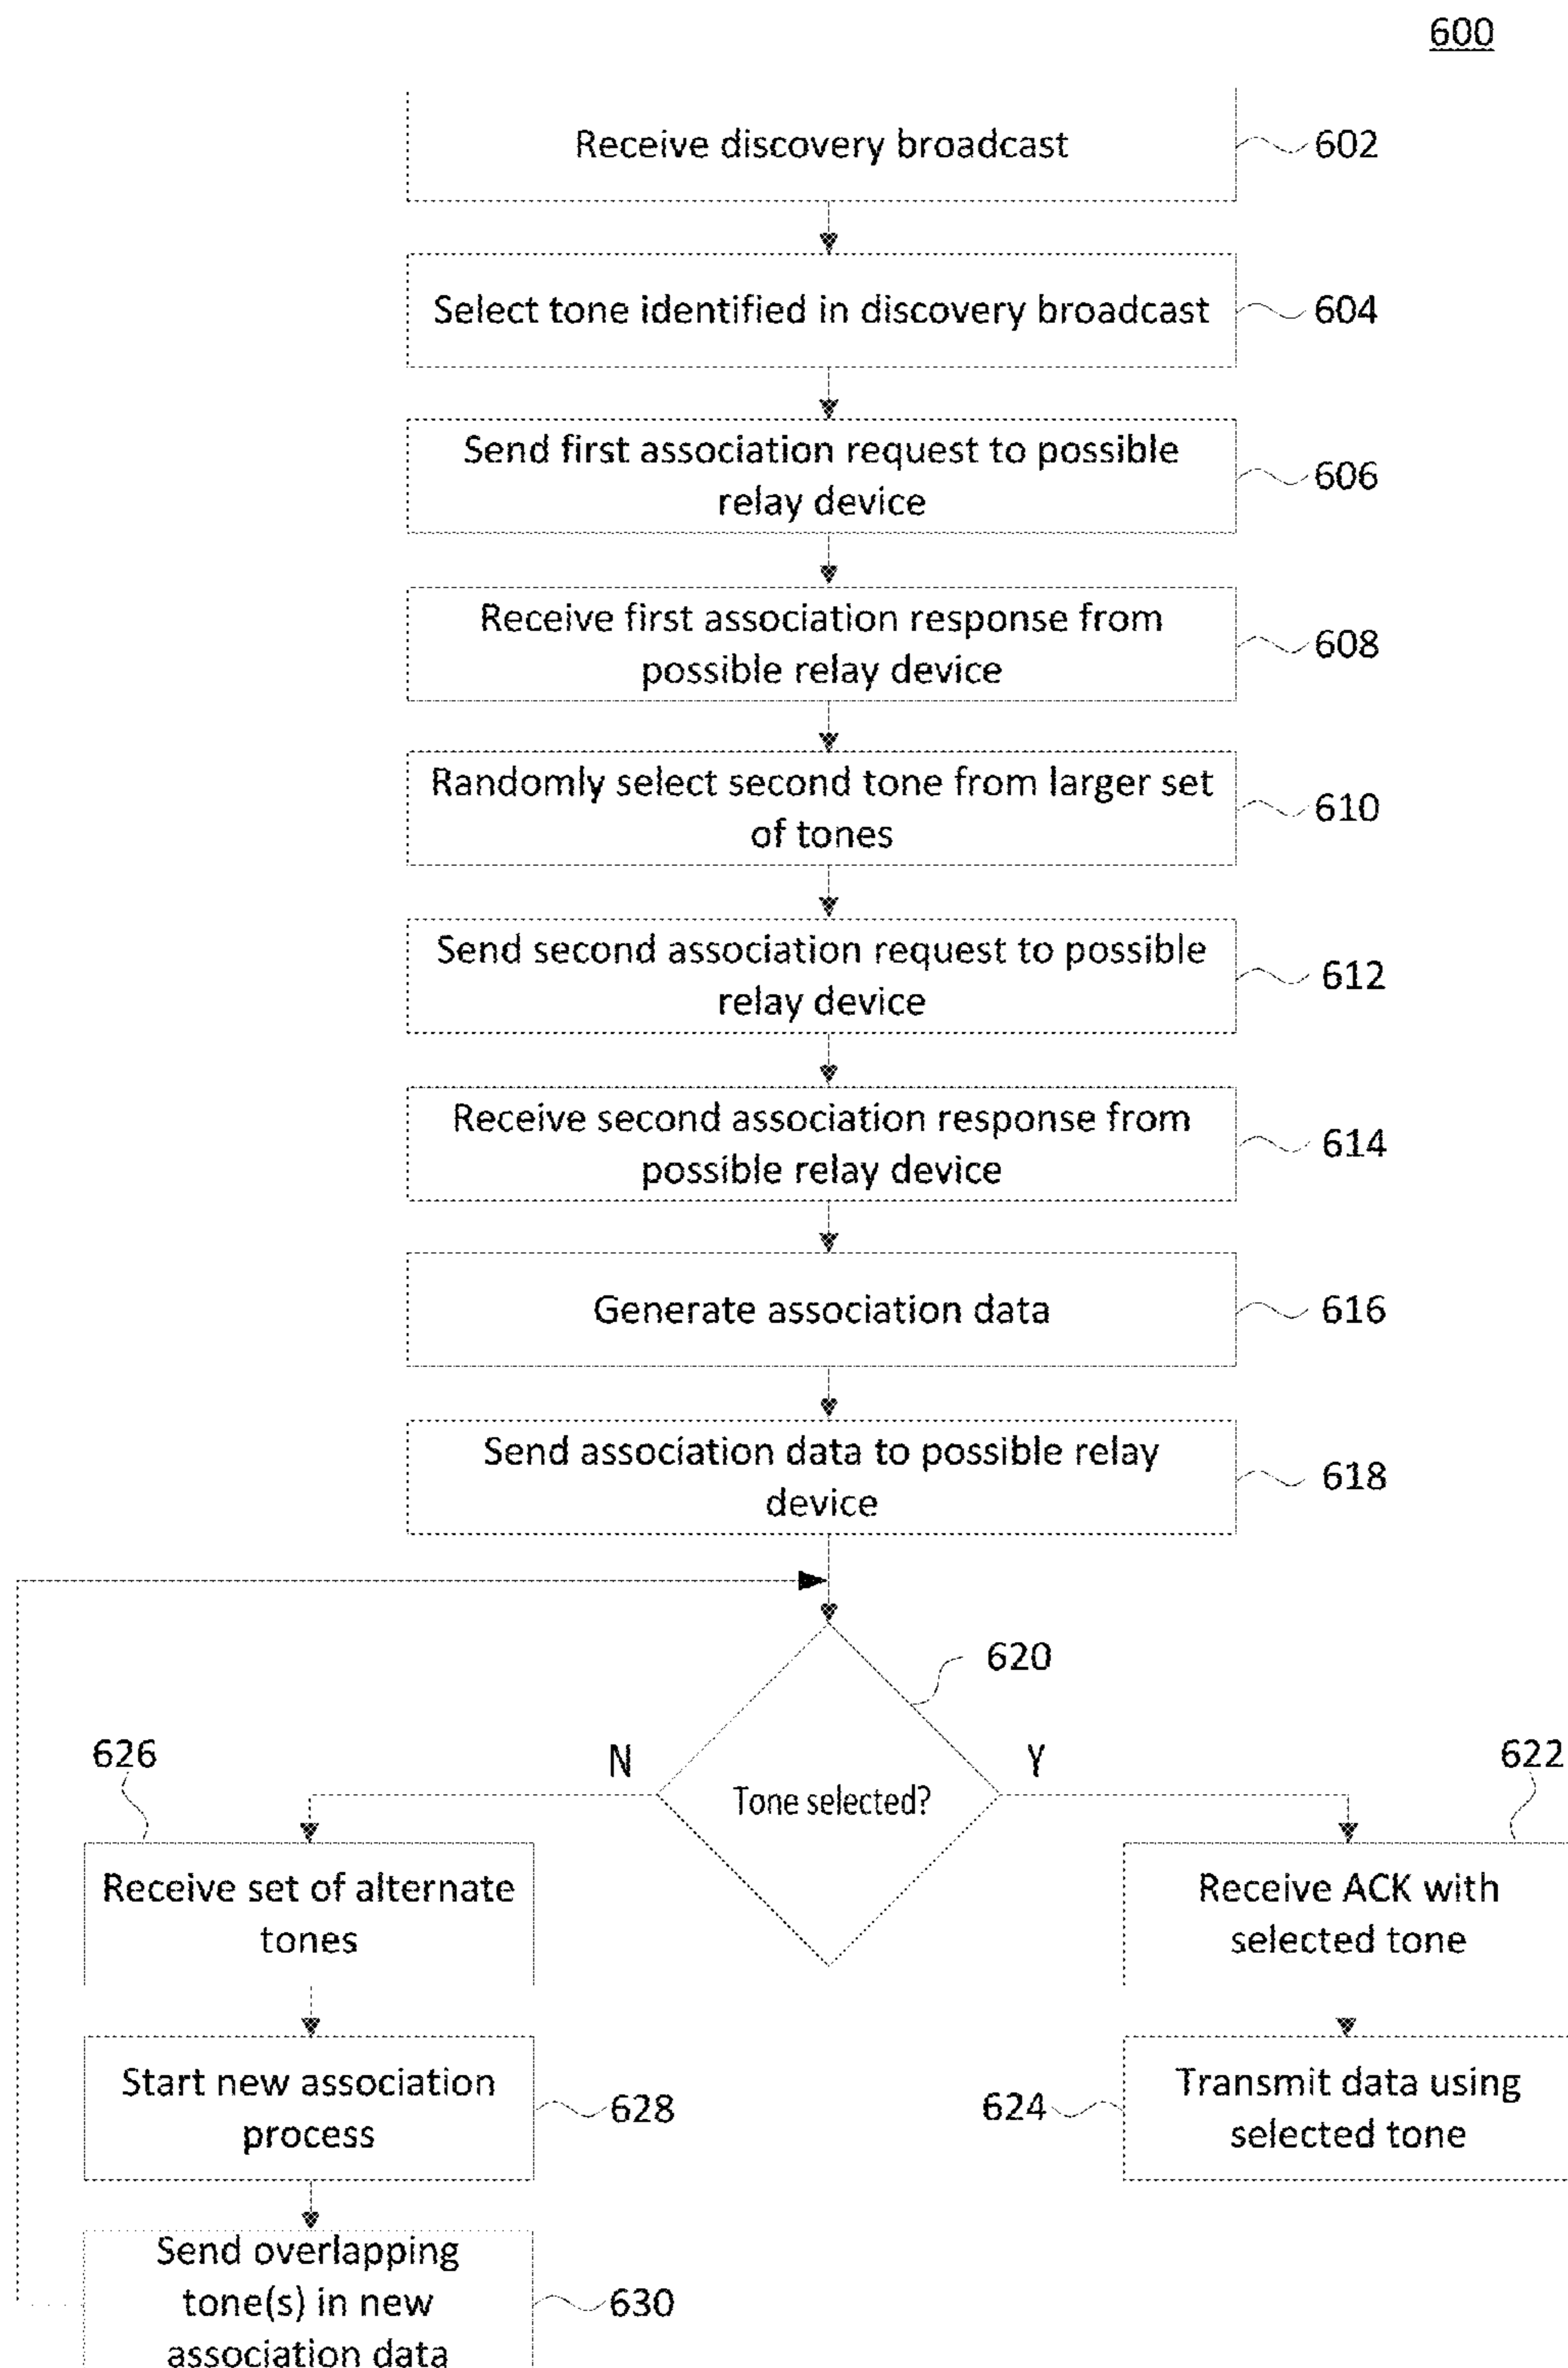 600
Receive discovery broadcast
602
Select tone identified in discovery broadcast
604
Send first association request to possible
relay device
606
Receive first association response from
possible relay device
608
Randomly select second tone from larger set
of tones
610
Send second association request to possible
relay device
612
Receive second association response from
possible relay device
614
Generate association data
616
Send association data to possible relay
device
618
620
Tone selected?
N
Y
626
Receive set of alternate
tones
622
Receive ACK with
selected tone
Start new association
process
628
624
Transmit data using
selected tone
Send overlapping
tone(s) in new
association data
630